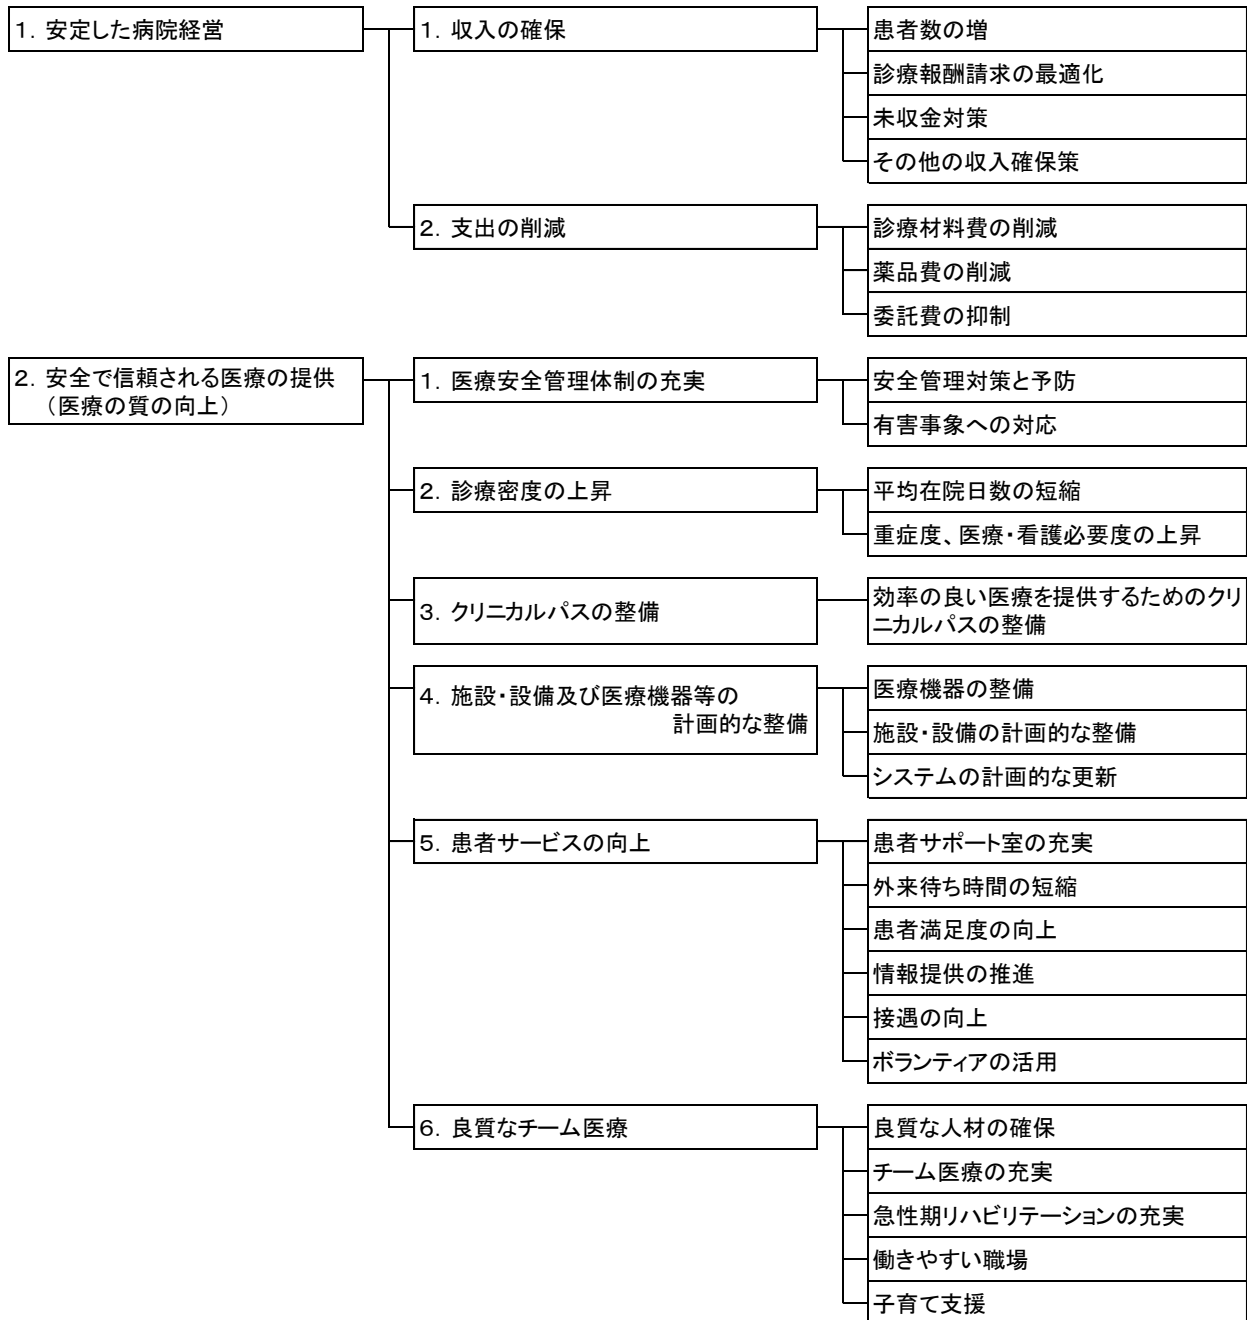 1．安定した病院経営
1．収入の確保
患者数の増
診療報酬請求の最適化
未収金対策
その他の収入確保策
2．支出の削減
診療材料費の削減
薬品費の削減
委託費の抑制
2．安全で信頼される医療の提供
（医療の質の向上）
1．医療安全管理体制の充実
安全管理対策と予防
有害事象への対応
2．診療密度の上昇
平均在院日数の短縮
重症度、医療・看護必要度の上昇
3．クリニカルパスの整備
効率の良い医療を提供するためのクリ
ニカルパスの整備
4．施設・設備及び医療機器等の
計画的な整備
医療機器の整備
施設・設備の計画的な整備
システムの計画的な更新
5．患者サービスの向上
患者サポート室の充実
外来待ち時間の短縮
患者満足度の向上
情報提供の推進
接遇の向上
ボランティアの活用
6．良質なチーム医療
良質な人材の確保
チーム医療の充実
急性期リハビリテーションの充実
働きやすい職場
子育て支援